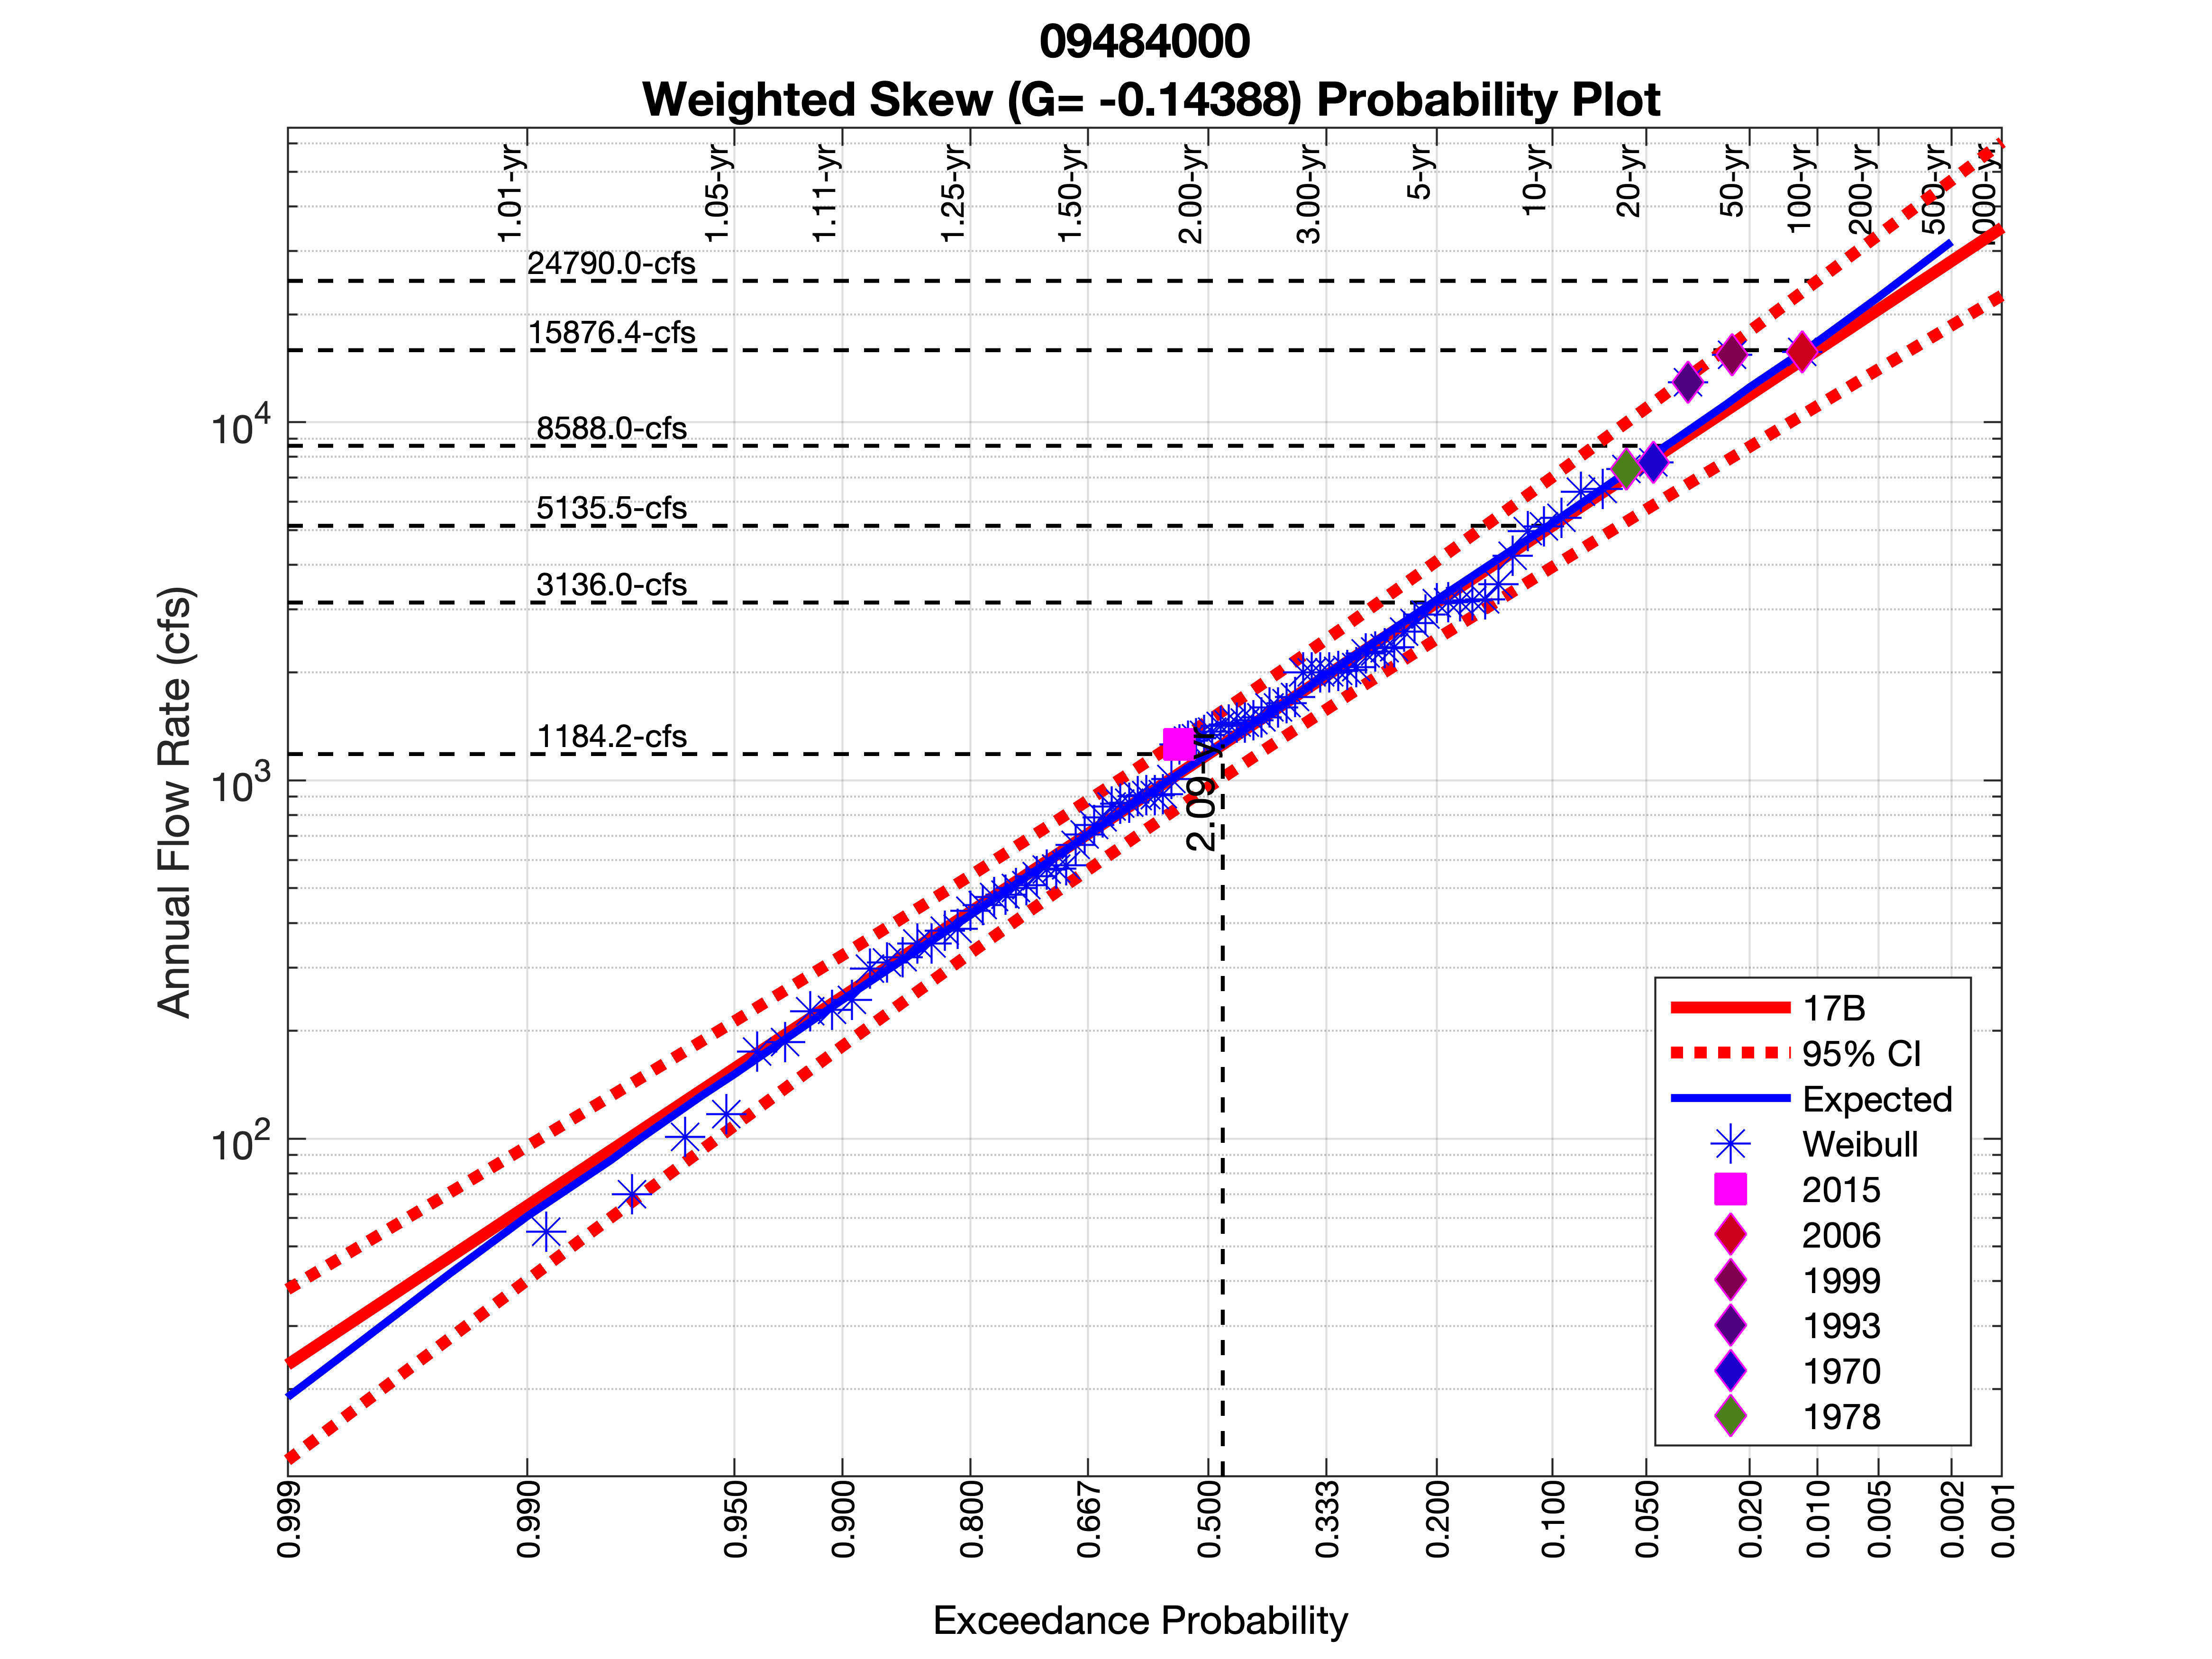 09484000
Weighted Skew (G= -0.14388) Probability Plot
1.01-yr
1.05-yr
1.11-yr
1.25-yr
1.50-yr
2.00-yr
3.00-yr
5-yr
10-yr
20-yr
50-yr
100-yr
200-yr
500-yr
000-yr
24790.0-cfs
15876.4-cfs
8588.0-cfs
5135.5-cfs
3136.0-cfs
1184.2-cfs
10^4
10^3
10^2
Annual Flow Rate (cfs)
2.09-yr
17B
95% CI
Expected
Weibull
2015
2006
1999
1993
1970
1978
0.999
0.990
0.950
0.900
0.800
0.667
0.500
0.333
0.200
0.100
0.050
0.020
0.010
0.005
0.002
0.001
Exceedance Probability